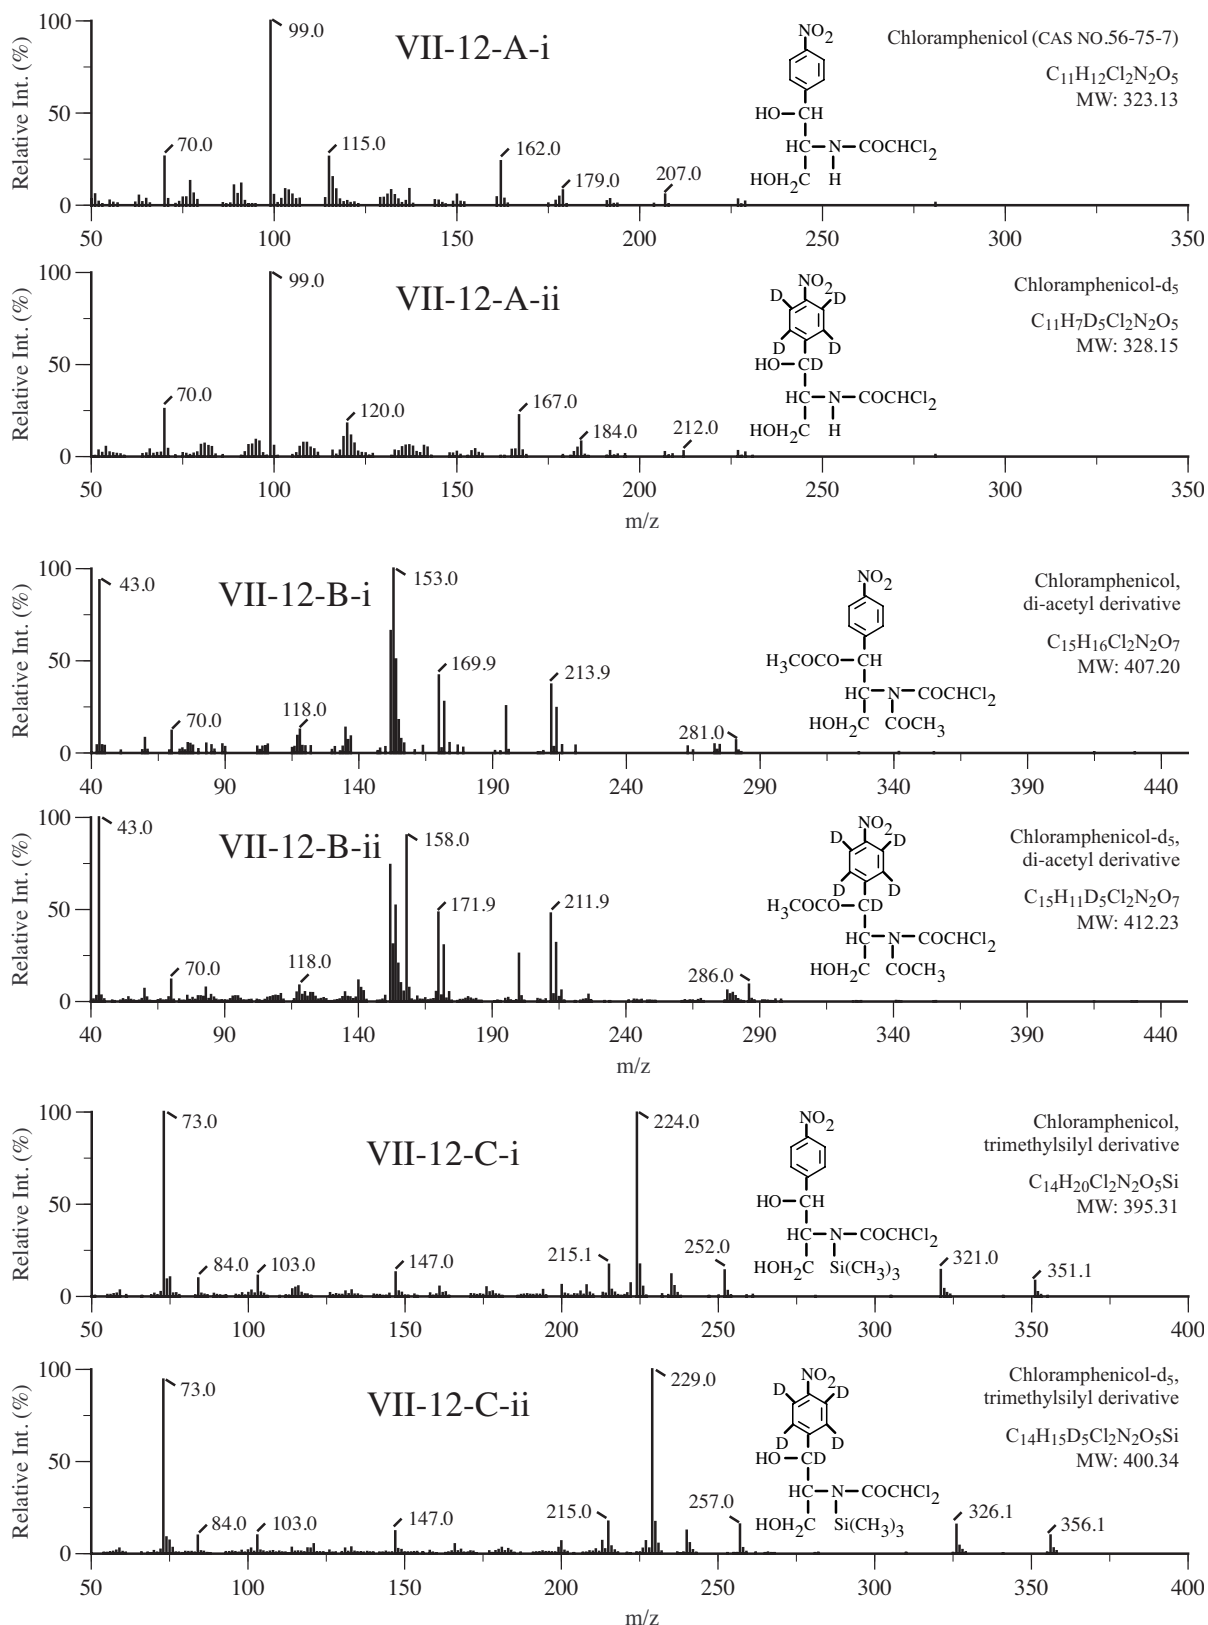 Relative Int. (%)
100
50
0
99.0
VII-12-A-i
70.0
115.0
162.0
179.0
207.0
NO2
HO—CH
HC—N—COCHCl2
HOH2C H
Chloramphenicol (CAS NO.56-75-7)
C11H12Cl2N2O5
MW: 323.13
50 100 150 200 250 300 350
Relative Int. (%)
100
50
0
99.0
VII-12-A-ii
70.0
120.0
167.0
184.0
212.0
NO2
D D
D D
HO—CD
HC—N—COCHCl2
HOH2C H
Chloramphenicol-d5
C11H7D5Cl2N2O5
MW: 328.15
50 100 150 200 250 300 350
m/z
Relative Int. (%)
100
50
0
43.0
VII-12-B-i
153.0
70.0
118.0
169.9
213.9
281.0
NO2
H3COCO—CH
HC—N—COCHCl2
HOH2C COCH3
Chloramphenicol,
di-acetyl derivative
C15H16Cl2N2O7
MW: 407.20
40 90 140 190 240 290 340 390 440
Relative Int. (%)
100
50
0
43.0
VII-12-B-ii
158.0
70.0
118.0
171.9
211.9
286.0
NO2
D D
D D
H3COCO—CD
HC—N—COCHCl2
HOH2C COCH3
Chloramphenicol-d5,
di-acetyl derivative
C15H11D5Cl2N2O7
MW: 412.23
40 90 140 190 240 290 340 390 440
m/z
Relative Int. (%)
100
50
0
73.0
VII-12-C-i
224.0
84.0
103.0
147.0
215.1
252.0
321.0
351.1
NO2
HO—CH
HC—N—COCHCl2
HOH2C Si(CH3)3
Chloramphenicol,
trimethylsilyl derivative
C14H20Cl2N2O5Si
MW: 395.31
50 100 150 200 250 300 350 400
Relative Int. (%)
100
50
0
73.0
VII-12-C-ii
229.0
84.0
103.0
147.0
215.0
257.0
326.1
356.1
NO2
D D
D D
HO—CD
HC—N—COCHCl2
HOH2C Si(CH3)3
Chloramphenicol-d5,
trimethylsilyl derivative
C14H15D5Cl2N2O5Si
MW: 400.34
50 100 150 200 250 300 350 400
m/z